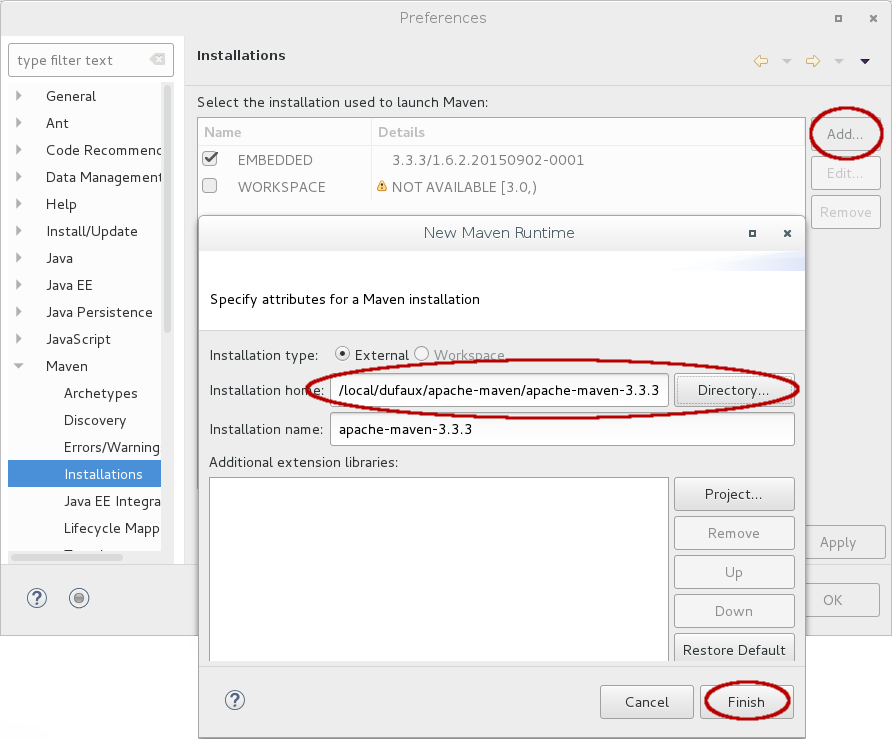 Preferences
type filter text
General
Ant
Code Recommenc
Data Management
Help
Install/Update
Java
Java EE
Java Persistence
JavaScript
Maven
Archetypes
Discovery
Errors/Warning
Installations
Java EE Integra
Lifecycle Mapp
Installations
Select the installation used to launch Maven:
Name Details
EMBEDDED 3.3.3/1.6.2.20150902-0001
WORKSPACE NOT AVAILABLE [3.0,)
Add...
Edit...
Remove
New Maven Runtime
Specify attributes for a Maven installation
Installation type: External Workspace
Installation home: /local/dufaux/apache-maven/apache-maven-3.3.3 Directory...
Installation name: apache-maven-3.3.3
Additional extension libraries:
Project...
Remove
Up
Down
Restore Default
? Cancel Finish
Apply
? OK